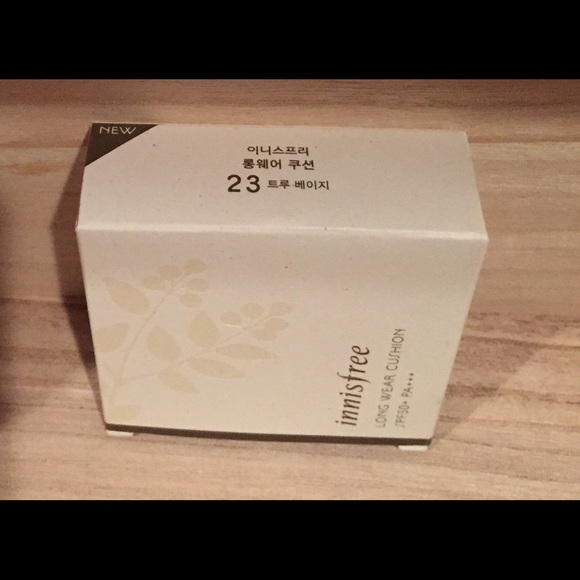 NEW
이니스프리
롱웨어 쿠션
23 트루 베이지
innisfree
LONG WEAR CUSHION
SPF50+ PA+++